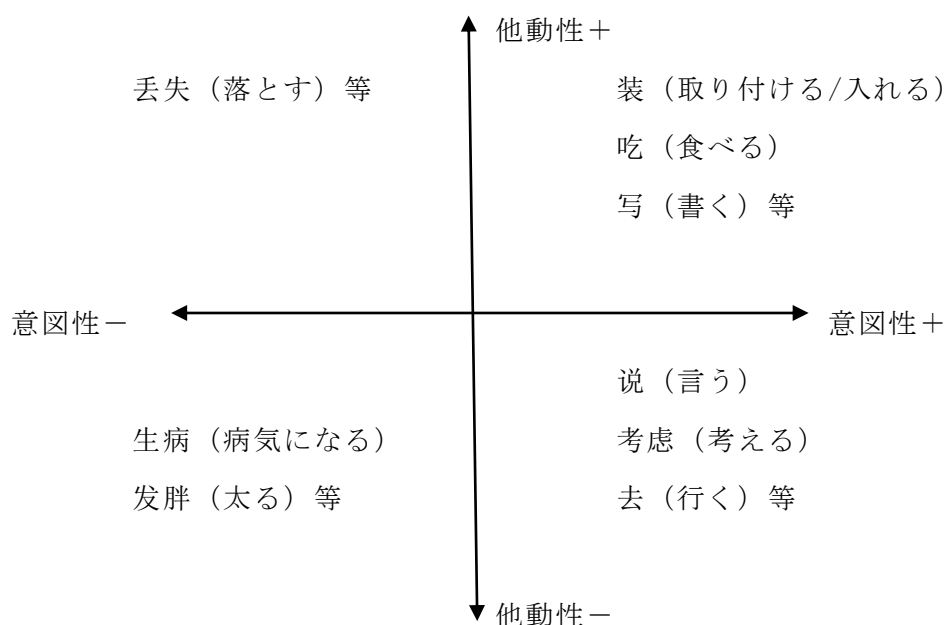 他動性＋
丢失（落とす）等
装（取り付ける/入れる）
吃（食べる）
写（書く）等
意図性－
意図性＋
说（言う）
生病（病気になる）
考虑（考える）
发胖（太る）等
去（行く）等
他動性－